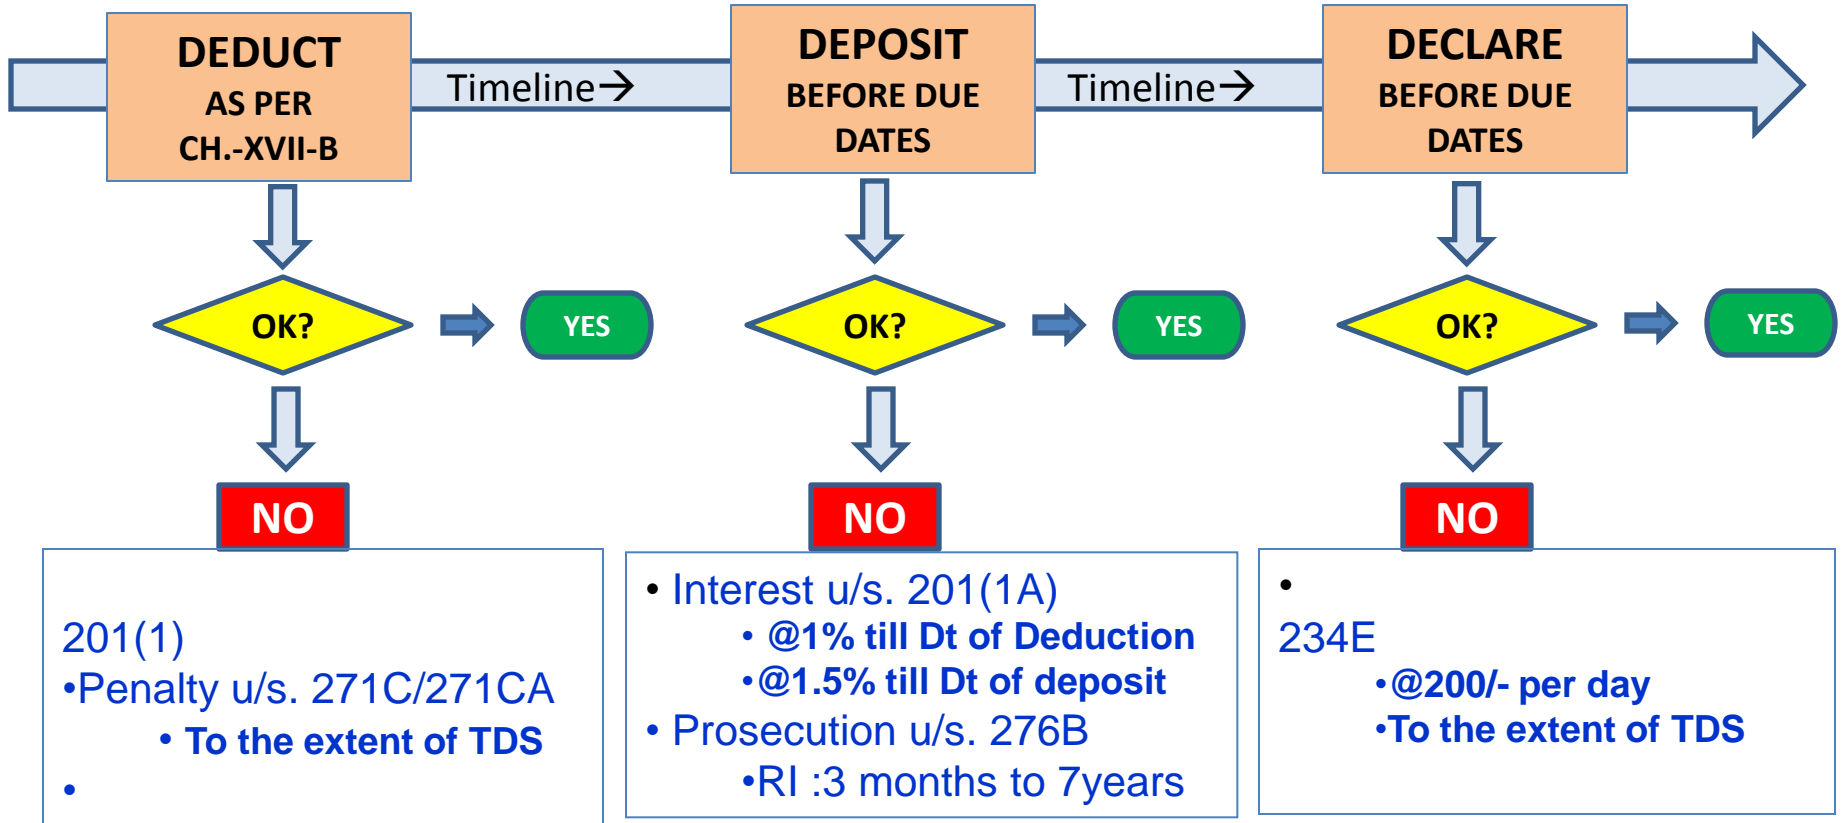 DEDUCT
AS PER
CH.-XVII-B
Timeline→
DEPOSIT
BEFORE DUE
DATES
Timeline→
DECLARE
BEFORE DUE
DATES
OK?
YES
OK?
YES
OK?
YES
NO
NO
NO
201(1)
•Penalty u/s. 271C/271CA
• To the extent of TDS
•
• Interest u/s. 201(1A)
• @1% till Dt of Deduction
•@1.5% till Dt of deposit
• Prosecution u/s. 276B
•RI :3 months to 7years
•
234E
•@200/- per day
•To the extent of TDS